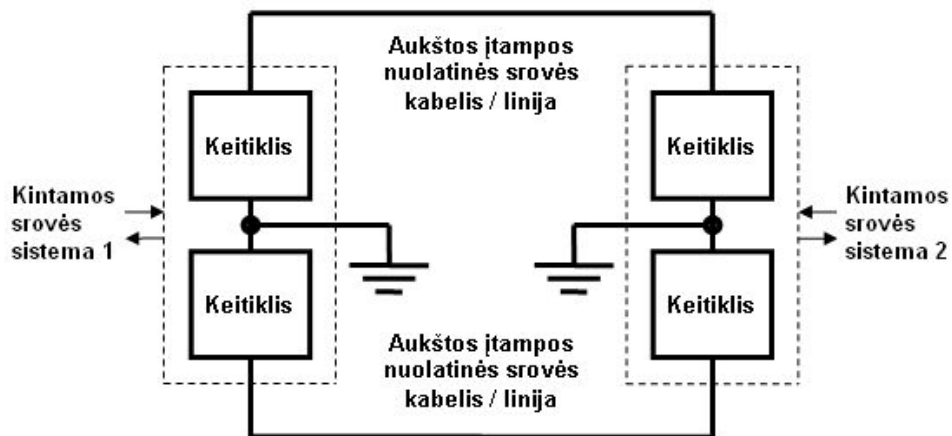 Aukštos įtampos
nuolatinės srovės
kabelis / linija
Keitiklis
Keitiklis
Kintamos
srovės
sistema 1
Kintamos
srovės
sistema 2
Keitiklis
Keitiklis
Aukštos įtampos
nuolatinės srovės
kabelis / linija